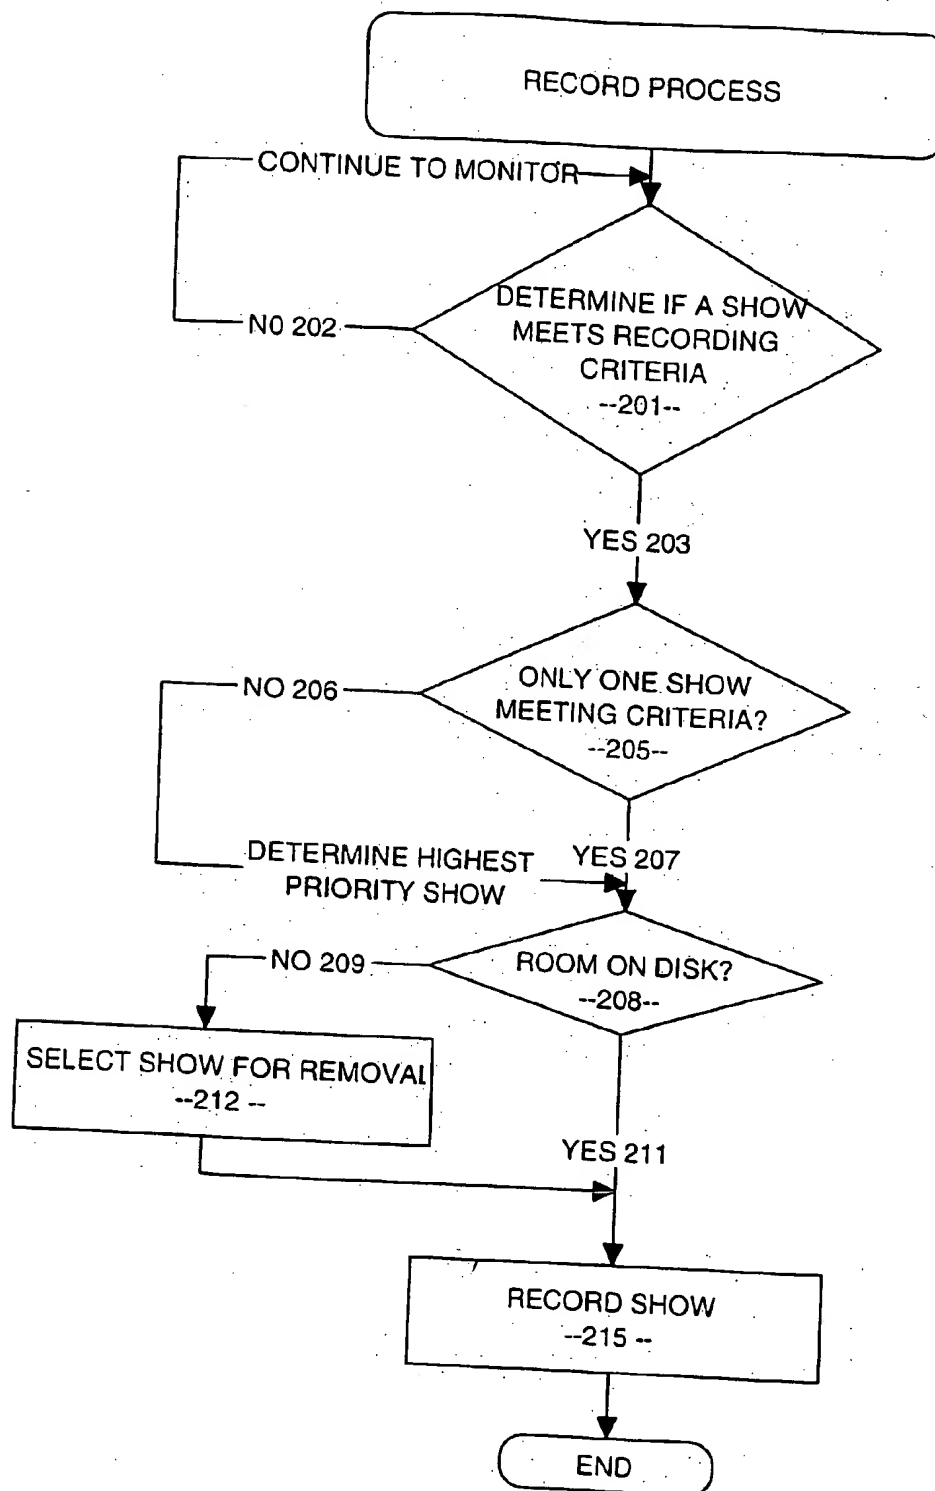 RECORD PROCESS
CONTINUE TO MONITOR
DETERMINE IF A SHOW
MEETS RECORDING
CRITERIA
--201--
N0 202
YES 203
ONLY ONE SHOW
MEETING CRITERIA?
--205--
NO 206
DETERMINE HIGHEST
PRIORITY SHOW
YES 207
ROOM ON DISK?
--208--
NO 209
SELECT SHOW FOR REMOVAL
--212 --
YES 211
RECORD SHOW
--215 --
END